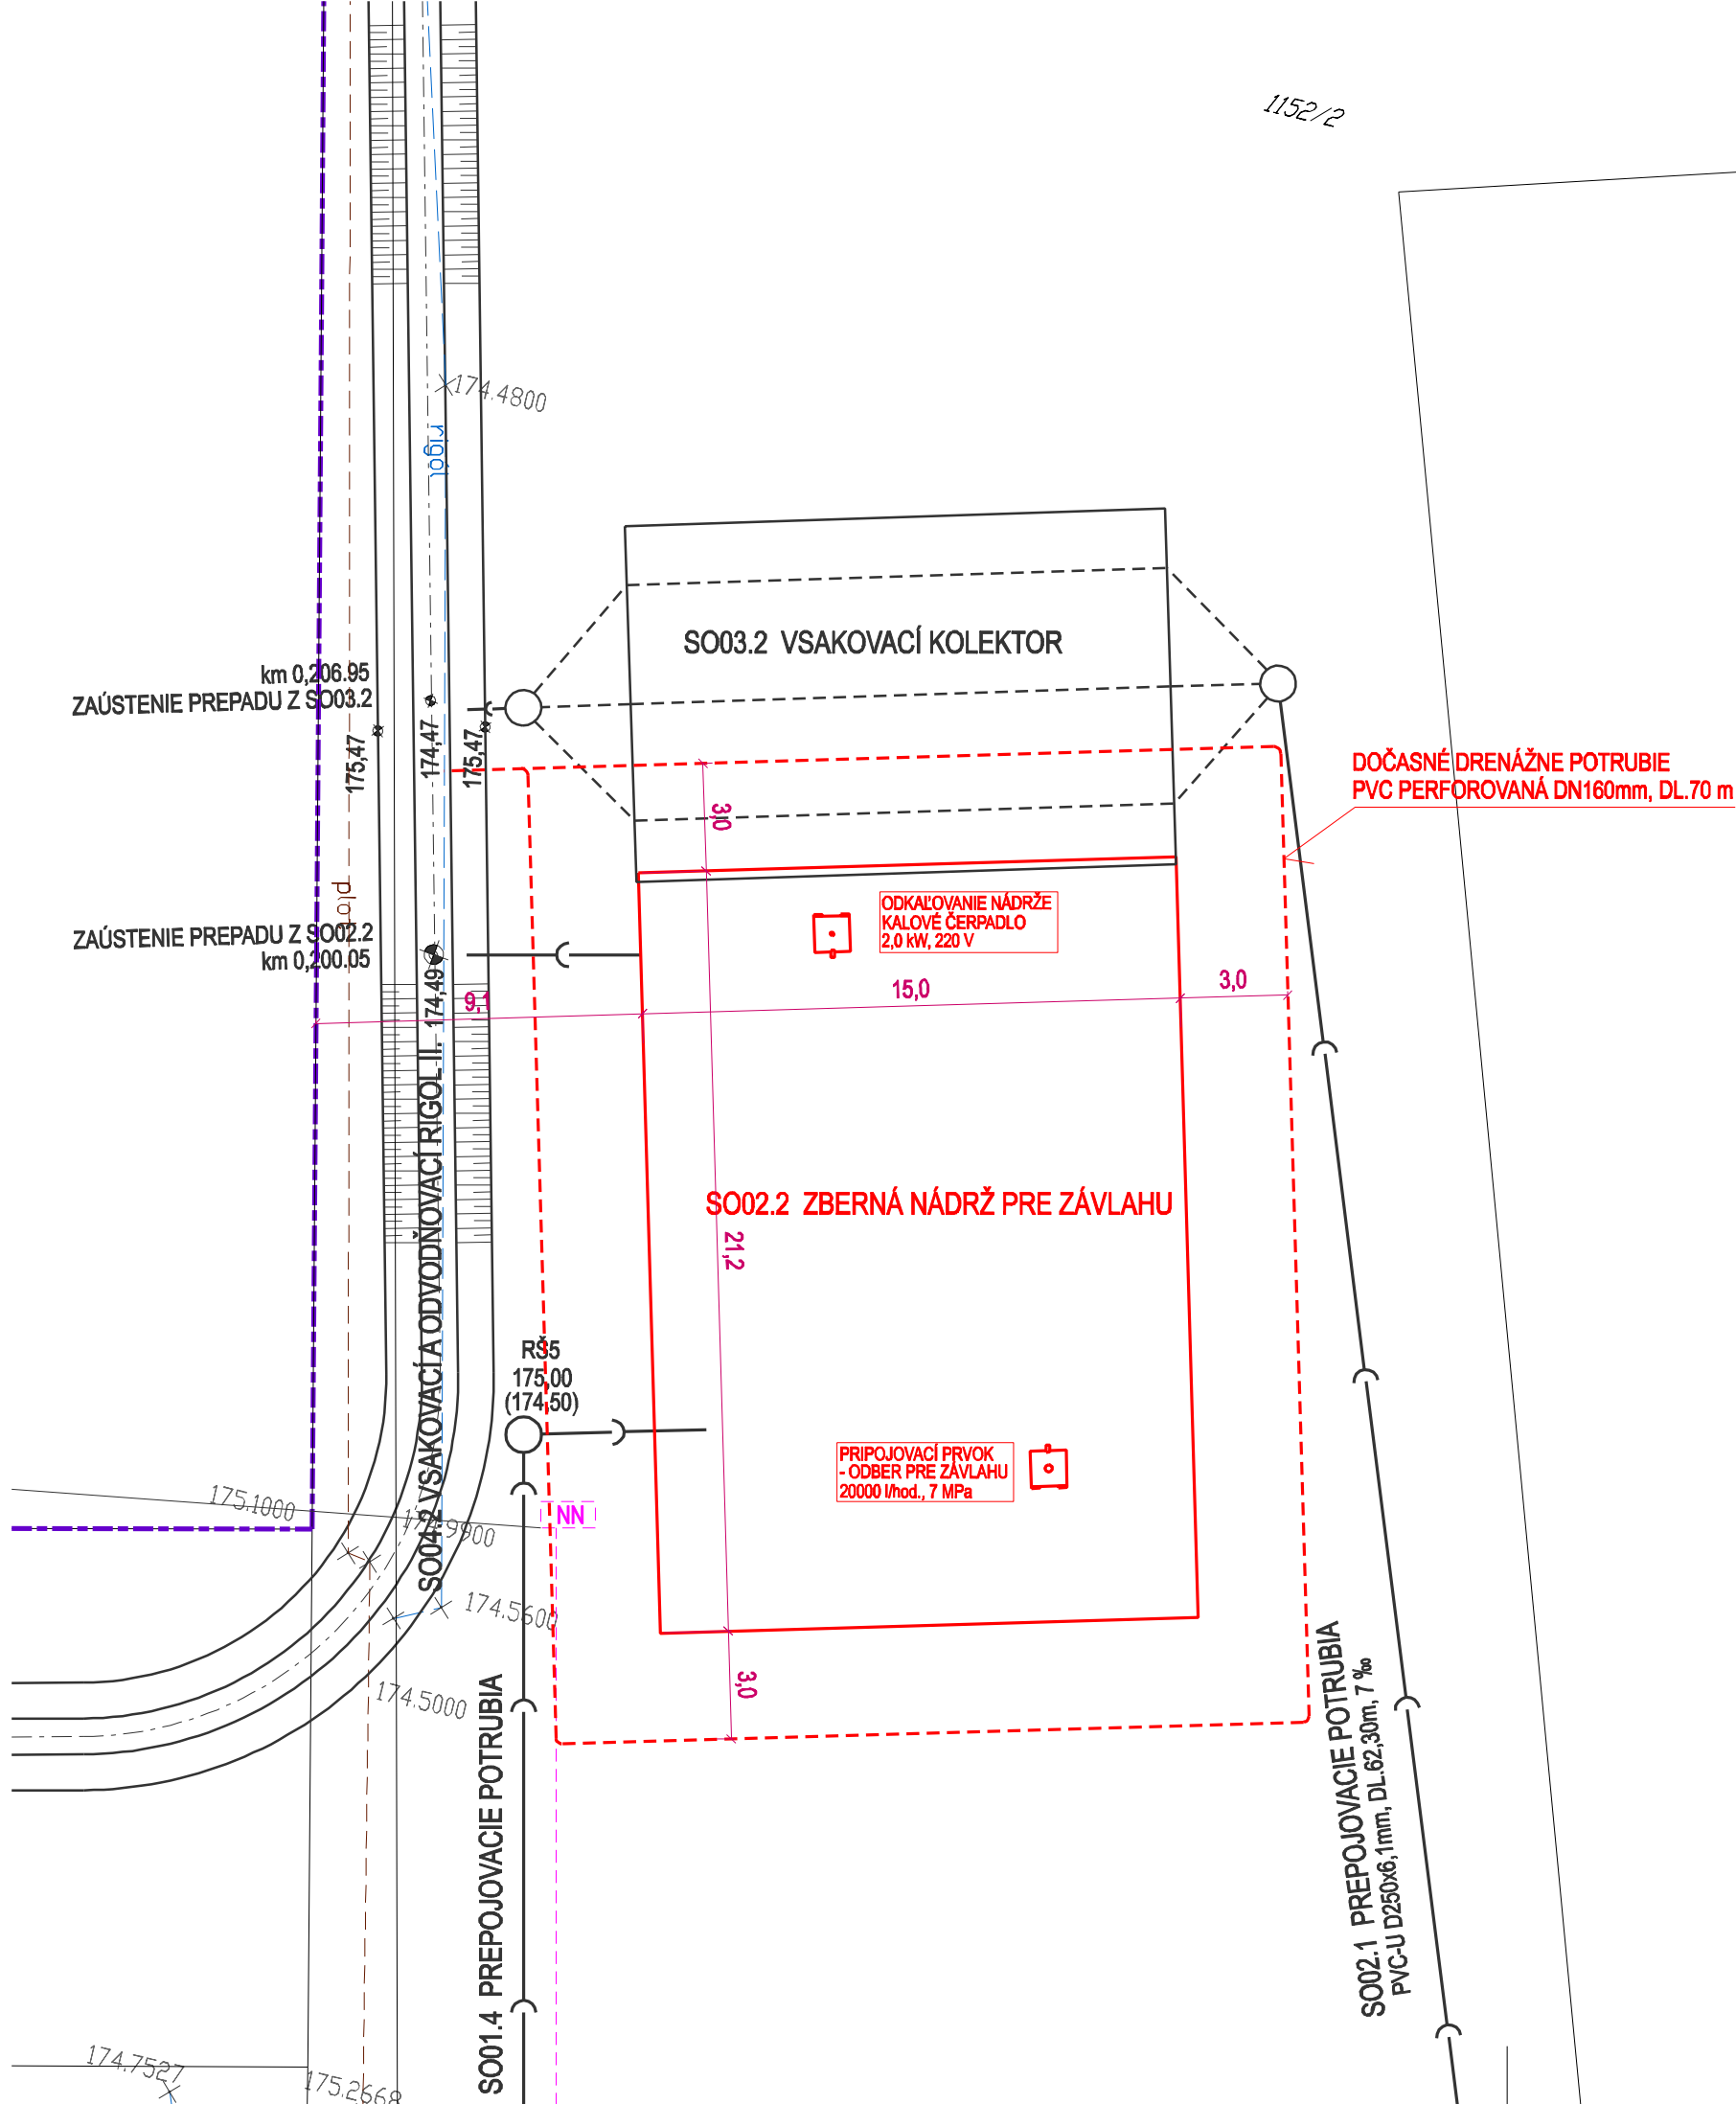 1152/2
174.4800
rigól
SO03.2 VSAKOVACÍ KOLEKTOR
km 0,206.95
ZAÚSTENIE PREPADU Z SO03.2
175,47
174,47
175,47
DOČASNÉ DRENÁŽNE POTRUBIE
PVC PERFOROVANÁ DN160mm, DL.70 m
3,0
plot
ODKAĽOVANIE NÁDRŽE
KALOVÉ ČERPADLO
2,0 kW, 220 V
ZAÚSTENIE PREPADU Z SO02.2
km 0,200.05
174,49
9,1
15,0
3,0
SO02.2 ZBERNÁ NÁDRŽ PRE ZÁVLAHU
21,2
SO04.2 VSAKOVACÍ A ODVODŇOVACÍ RIGOL II.
RŠ5
175,00
(174,50)
PRIPOJOVACÍ PRVOK
- ODBER PRE ZÁVLAHU
20000 l/hod., 7 MPa
175.1000
174.9900
NN
174.5600
174.5000
3,0
SO01.4 PREPOJOVACIE POTRUBIA
SO02.1 PREPOJOVACIE POTRUBIA
PVC-U D250x6,1mm, DL.62,30m, 7 ‰
174.7527
175.2668